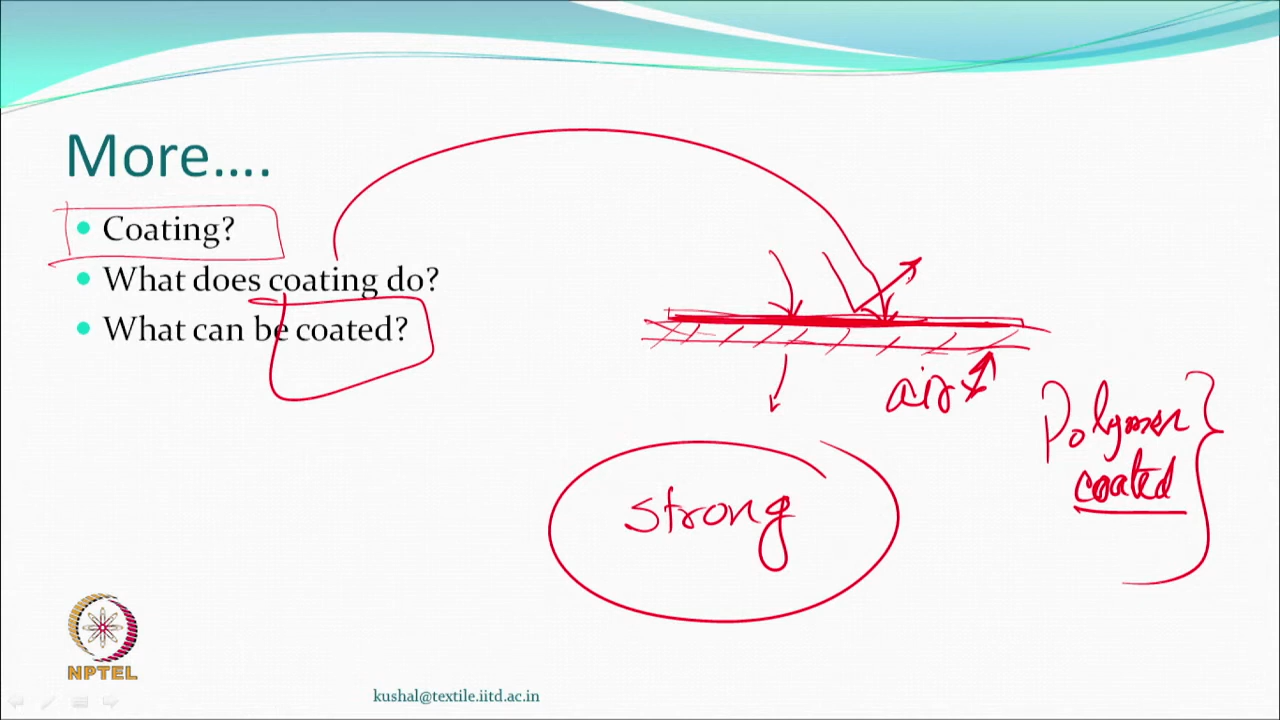 More....
Coating?
What does coating do?
What can be coated?
air
Polymer
coated
strong
NPTEL
kushal@textile.iitd.ac.in